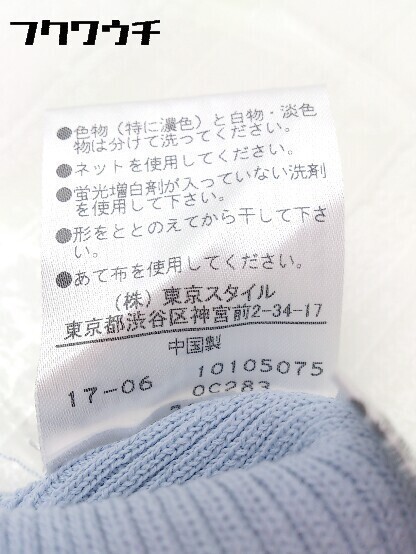 フクワウチ
●色物（特に濃色）と白物・淡色
物は分けて洗ってください。
●ネットを使用してください。
●蛍光増白剤が入っていない洗剤
を使用して下さい。
●形をととのえてから干して下さ
い。
●あて布を使用してください。
（株）東京スタイル
東京都渋谷区神宮前2-34-17
中国製
17-06 10105075
0C283